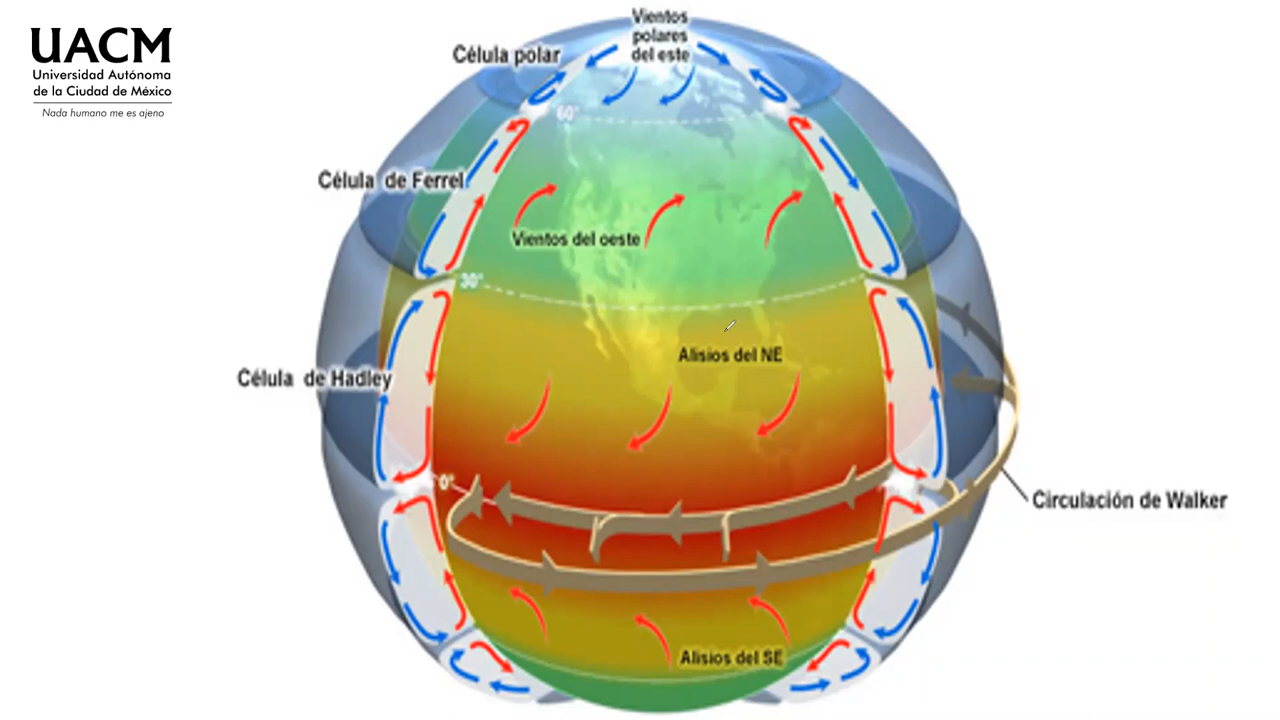 UACM
Universidad Autónoma
de la Ciudad de México
Nada humano me es ajeno
Vientos
polares
del este
Célula polar
60°
Célula de Ferrel
Vientos del oeste
30°
Alisios del NE
Célula de Hadley
0°
Circulación de Walker
Alisios del SE